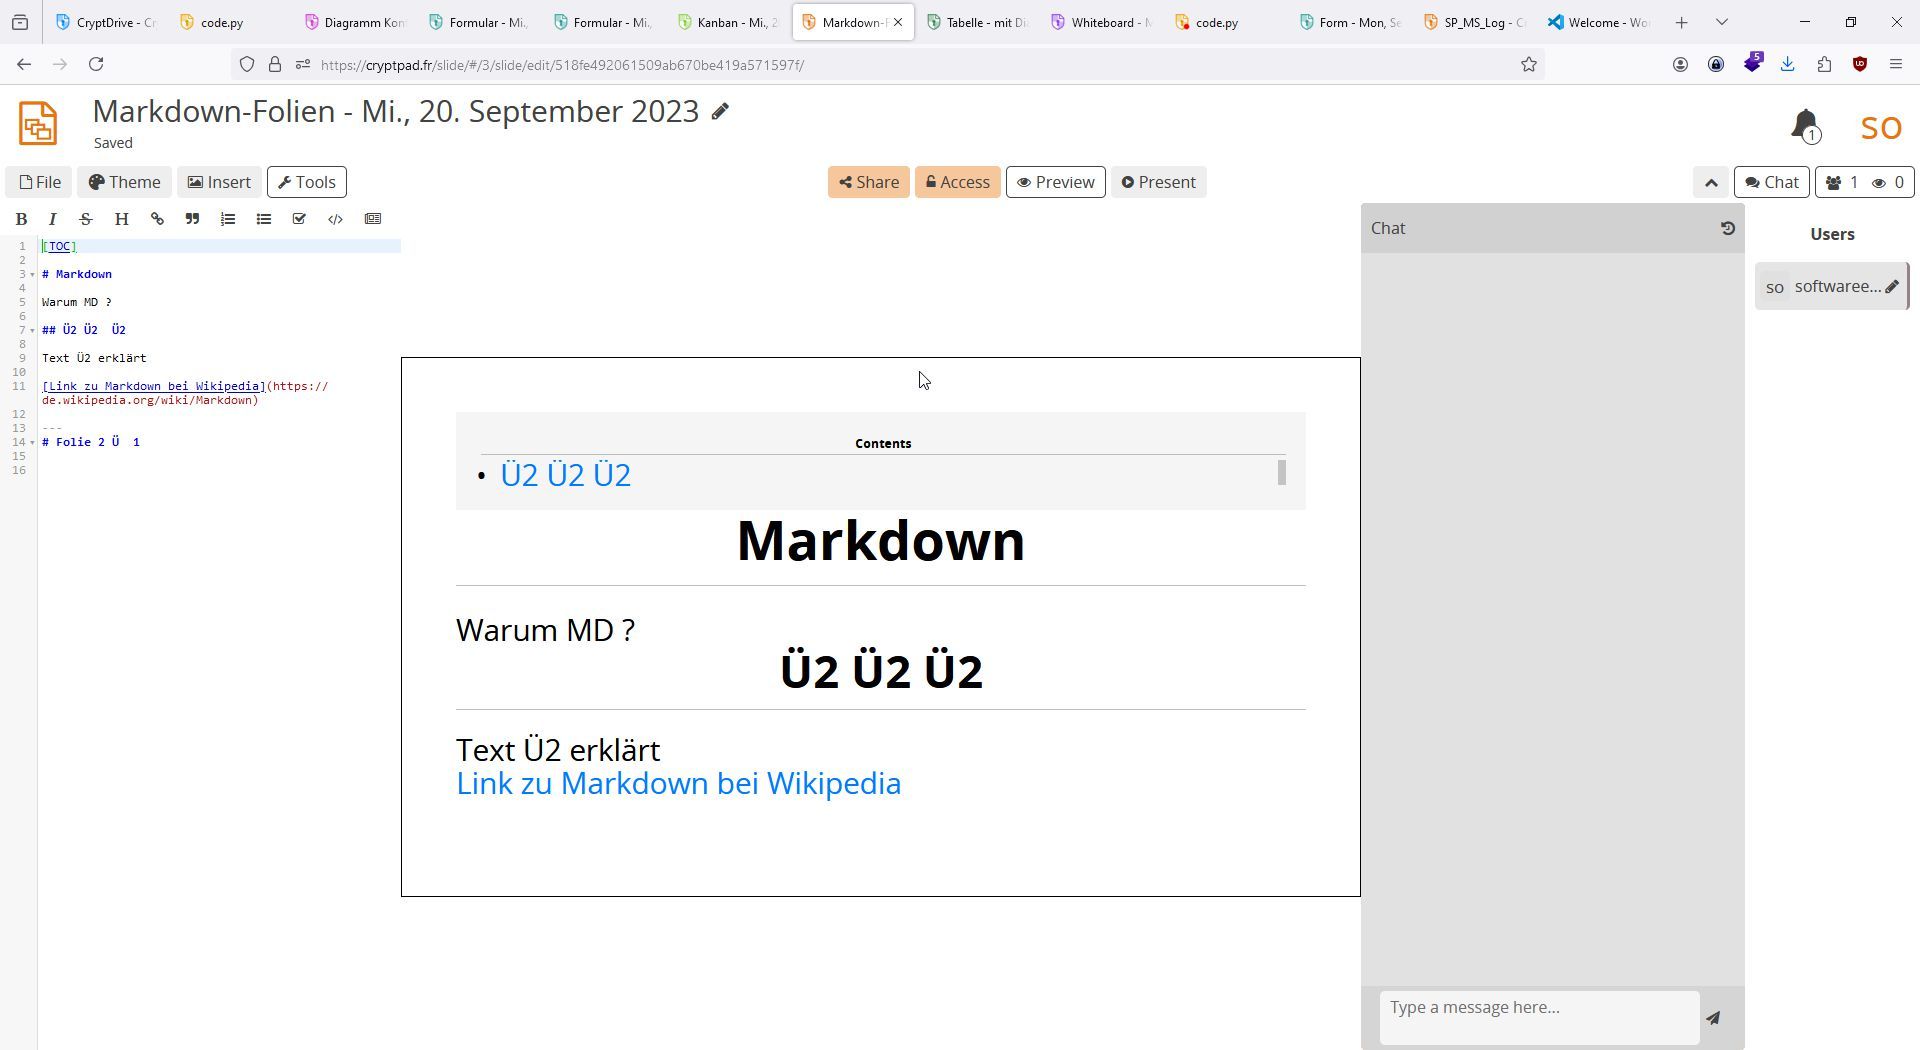 CryptDrive - Cr
code.py
Diagramm Kon
Formular - Mi.,
Formular - Mi.,
Kanban - Mi., 2
Markdown-F
Tabelle - mit Di
Whiteboard - M
code.py
Form - Mon, Se
SP_MS_Log - C
Welcome - Wo
https://cryptpad.fr/slide/#/3/slide/edit/518fe492061509ab670be419a571597f/
5
Markdown-Folien - Mi., 20. September 2023
Saved
1
SO
File
Theme
Insert
Tools
Share
Access
Preview
Present
Chat
1
0
B I S H
1 [TOC]
2
3 # Markdown
4
5 Warum MD ?
6
7 ## Ü2 Ü2  Ü2
8
9 Text Ü2 erklärt
10
11 [Link zu Markdown bei Wikipedia](https://
de.wikipedia.org/wiki/Markdown)
12
13 ---
14 # Folie 2 Ü  1
15
16
Contents
• Ü2 Ü2 Ü2
Markdown
Warum MD ?
Ü2 Ü2 Ü2
Text Ü2 erklärt
Link zu Markdown bei Wikipedia
Chat
Type a message here...
Users
so softwaree...